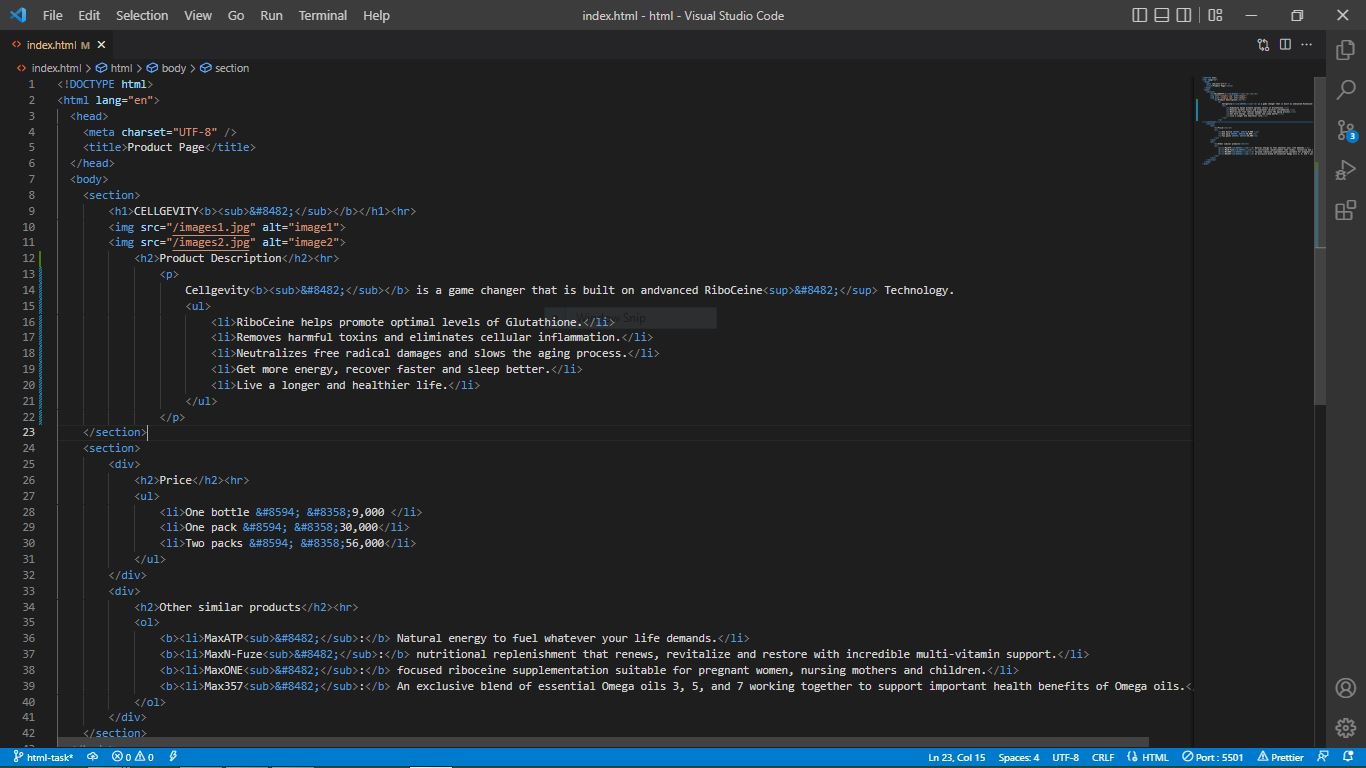 File Edit Selection View Go Run Terminal Help index.html - html - Visual Studio Code
index.html M
index.html > html > body > section
1 <!DOCTYPE html>
2 <html lang="en">
3 <head>
4 <meta charset="UTF-8" />
5 <title>Product Page</title>
6 </head>
7 <body>
8 <section>
9 <h1>CELLGEVITY<b><sub>&#8482;</sub></b></h1><hr>
10 <img src="/images1.jpg" alt="image1">
11 <img src="/images2.jpg" alt="image2">
12 <h2>Product Description</h2><hr>
13 <p>
14 Cellgevity<b><sub>&#8482;</sub></b> is a game changer that is built on andvanced RiboCeine<sup>&#8482;</sup> Technology.
15 <ul>
16 <li>RiboCeine helps promote optimal levels of Glutathione.</li>
Window Snip
17 <li>Removes harmful toxins and eliminates cellular inflammation.</li>
18 <li>Neutralizes free radical damages and slows the aging process.</li>
19 <li>Get more energy, recover faster and sleep better.</li>
20 <li>Live a longer and healthier life.</li>
21 </ul>
22 </p>
23 </section>
24 <section>
25 <div>
26 <h2>Price</h2><hr>
27 <ul>
28 <li>One bottle &#8594; &#8358;9,000 </li>
29 <li>One pack &#8594; &#8358;30,000</li>
30 <li>Two packs &#8594; &#8358;56,000</li>
31 </ul>
32 </div>
33 <div>
34 <h2>Other similar products</h2><hr>
35 <ol>
36 <b><li>MaxATP<sub>&#8482;</sub>:</b> Natural energy to fuel whatever your life demands.</li>
37 <b><li>MaxN-Fuze<sub>&#8482;</sub>:</b> nutritional replenishment that renews, revitalize and restore with incredible multi-vitamin support.</li>
38 <b><li>MaxONE<sub>&#8482;</sub>:</b> focused riboceine supplementation suitable for pregnant women, nursing mothers and children.</li>
39 <b><li>Max357<sub>&#8482;</sub>:</b> An exclusive blend of essential Omega oils 3, 5, and 7 working together to support important health benefits of Omega oils.<
40 </ol>
41 </div>
42 </section>
3
html-task* 0 0 Ln 23, Col 15 Spaces: 4 UTF-8 CRLF HTML Port : 5501 Prettier